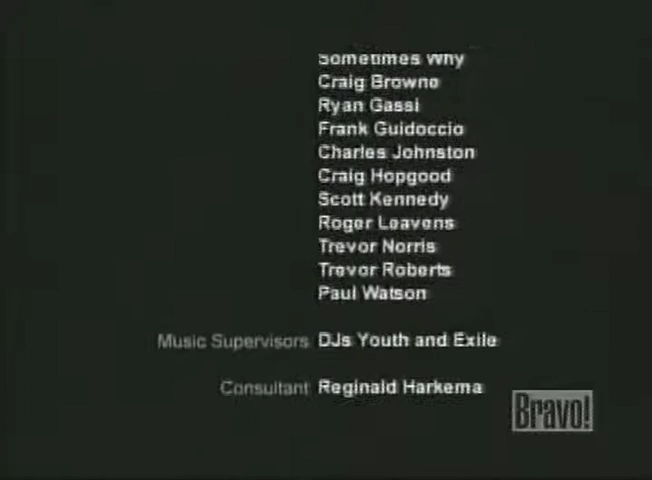 Sometimes Why
Craig Browne
Ryan Gassi
Frank Guidoccio
Charles Johnston
Craig Hopgood
Scott Kennedy
Roger Leavens
Trevor Norris
Trevor Roberts
Paul Watson
Music Supervisors DJs Youth and Exile
Consultant Reginald Harkema
Bravo!